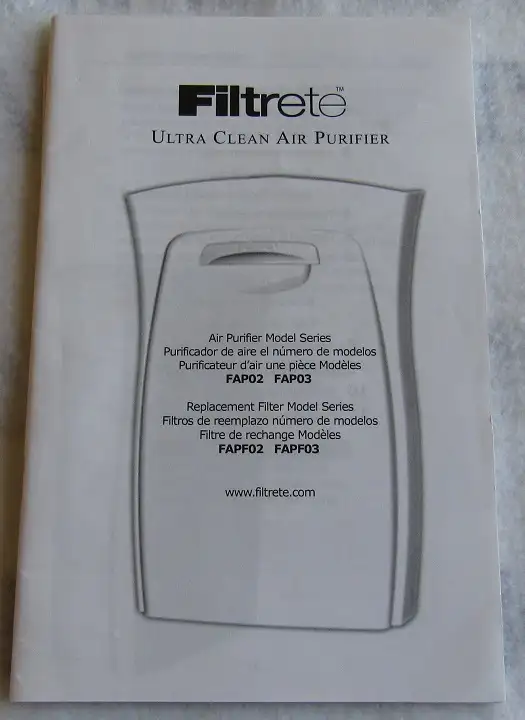 Filtrete™
ULTRA CLEAN AIR PURIFIER
Air Purifier Model Series
Purificador de aire el número de modelos
Purificateur d'air une pièce Modèles
FAP02 FAP03
Replacement Filter Model Series
Filtros de reemplazo número de modelos
Filtre de rechange Modèles
FAPF02 FAPF03
www.filtrete.com